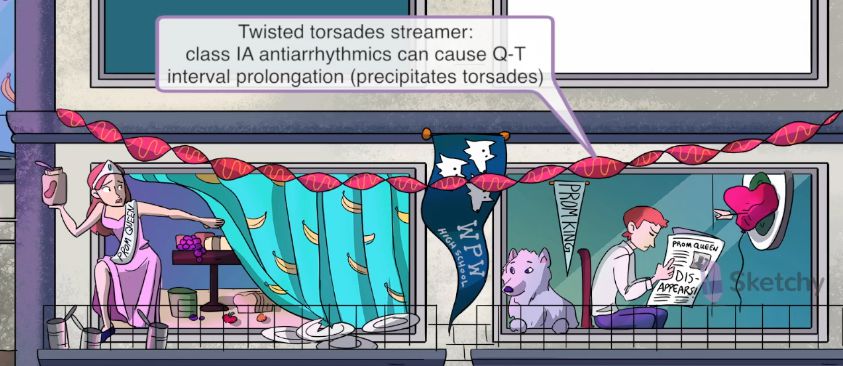 Twisted torsades streamer:
class IA antiarrhythmics can cause Q-T
interval prolongation (precipitates torsades)
PROM QUEEN
WPW
HIGH SCHOOL
PROM KING
PROM QUEEN
DIS-
APPEARS!
Sketchy